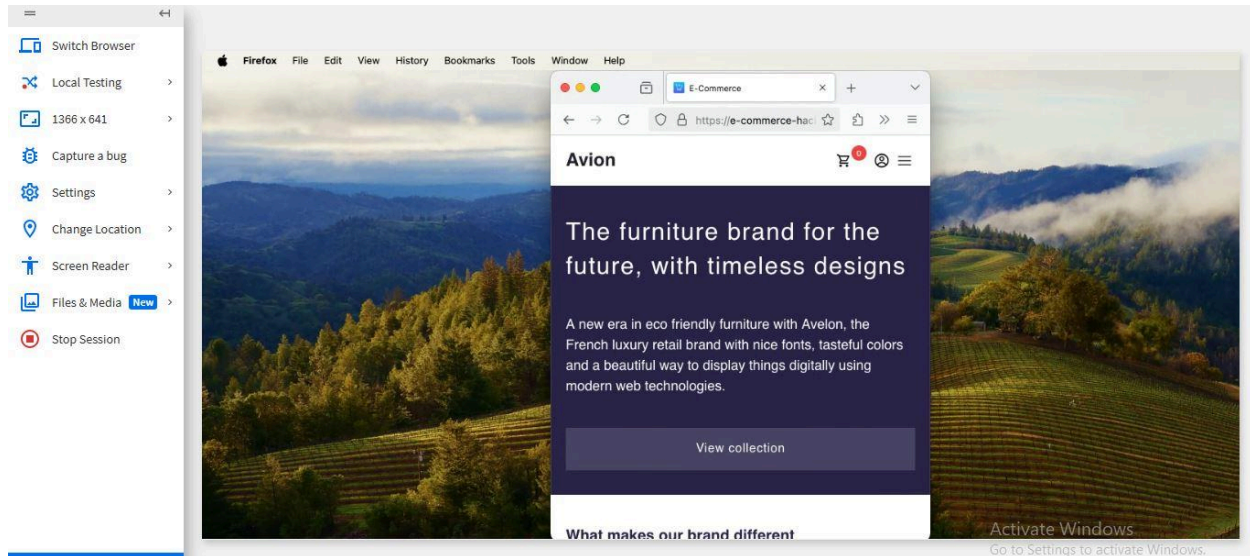 Switch Browser
Local Testing
1366 x 641
Capture a bug
Settings
Change Location
Screen Reader
Files & Media New
Stop Session
Firefox File Edit View History Bookmarks Tools Window Help
E-Commerce
https://e-commerce-hac
Avion
0
The furniture brand for the
future, with timeless designs
A new era in eco friendly furniture with Avelon, the
French luxury retail brand with nice fonts, tasteful colors
and a beautiful way to display things digitally using
modern web technologies.
View collection
What makes our brand different
Activate Windows
Go to Settings to activate Windows.